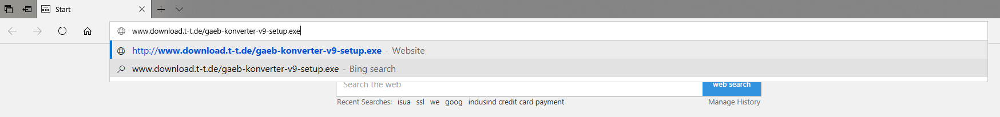 Start
www.download.t-t.de/gaeb-konverter-v9-setup.exe
http://www.download.t-t.de/gaeb-konverter-v9-setup.exe - Website
www.download.t-t.de/gaeb-konverter-v9-setup.exe - Bing search
Search the web web search
Recent Searches: isua ssl we goog indusind credit card payment Manage History